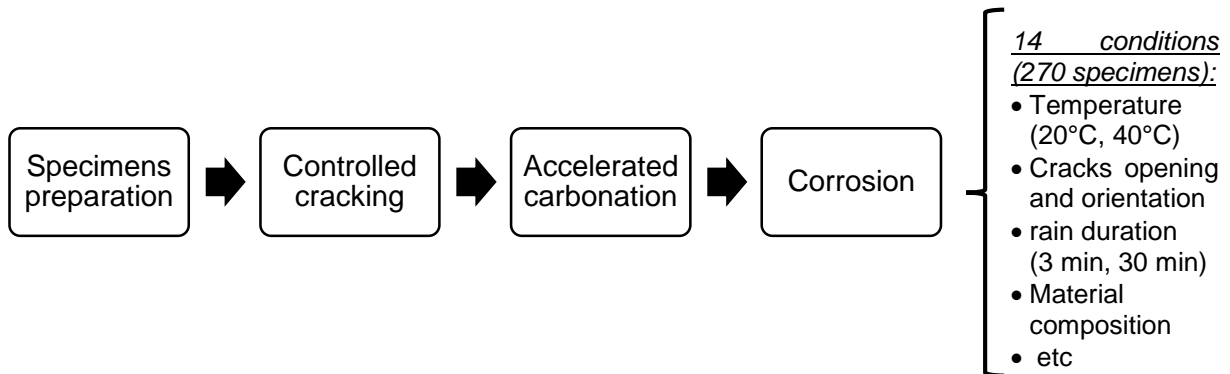 Specimens
preparation
Controlled
cracking
Accelerated
carbonation
Corrosion
14 conditions
(270 specimens):
• Temperature
(20°C, 40°C)
• Cracks opening
and orientation
• rain duration
(3 min, 30 min)
• Material
composition
• etc